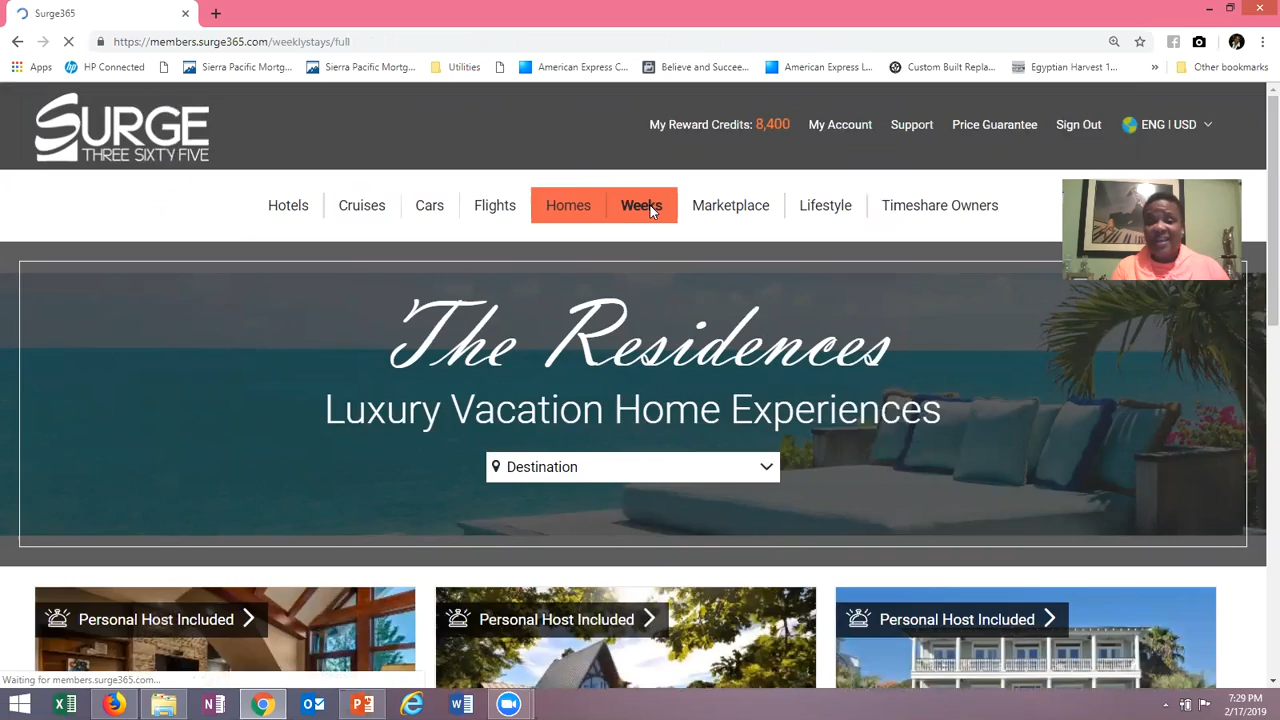 Surge365
https://members.surge365.com/weeklystays/full
Apps
HP Connected
Sierra Pacific Mortg...
Sierra Pacific Mortg...
Utilities
American Express C...
Believe and Succee...
American Express L...
Custom Built Repla...
Egyptian Harvest 1...
Other bookmarks
SURGE
THREE SIXTY FIVE
My Reward Credits: 8,400
My Account
Support
Price Guarantee
Sign Out
ENG | USD
Hotels
Cruises
Cars
Flights
Homes
Weeks
Marketplace
Lifestyle
Timeshare Owners
The Residences
Luxury Vacation Home Experiences
Destination
Personal Host Included
Personal Host Included
Personal Host Included
Waiting for members.surge365.com...
7:29 PM
2/17/2019